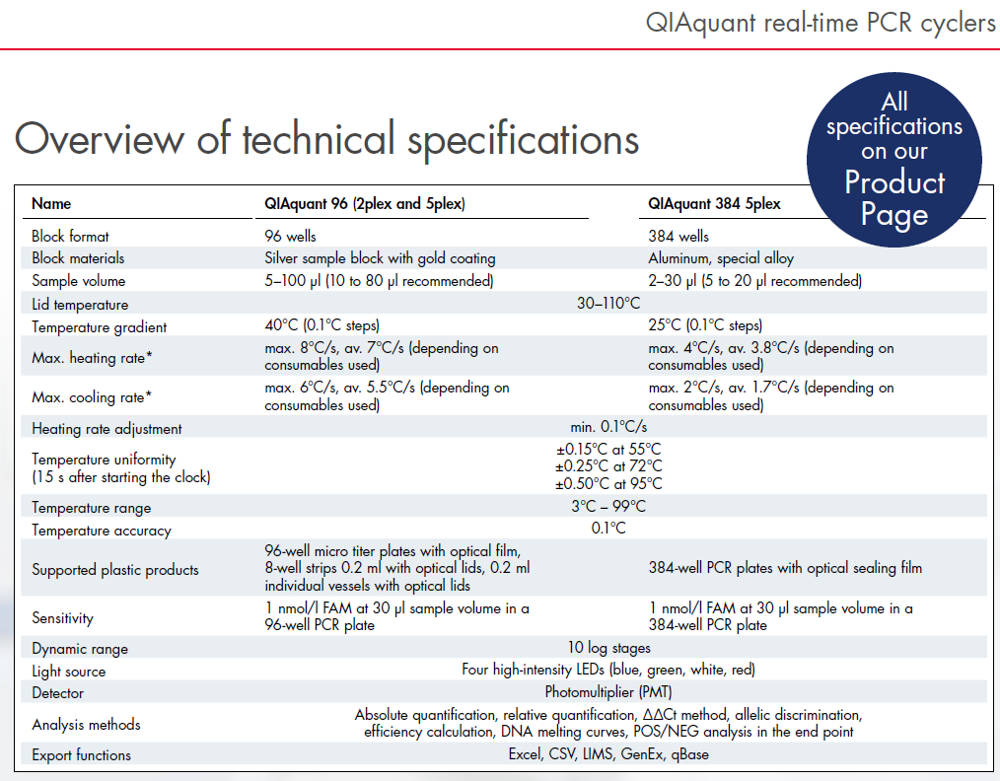 QIAquant real-time PCR cyclers
All
specifications
on our
Product
Page
Overview of technical specifications
Name QIAquant 96 (2plex and 5plex) QIAquant 384 5plex
Block format 96 wells 384 wells
Block materials Silver sample block with gold coating Aluminum, special alloy
Sample volume 5–100 µl (10 to 80 µl recommended) 2–30 µl (5 to 20 µl recommended)
Lid temperature 30–110°C
Temperature gradient 40°C (0.1°C steps) 25°C (0.1°C steps)
Max. heating rate* max. 8°C/s, av. 7°C/s (depending on consumables used) max. 4°C/s, av. 3.8°C/s (depending on consumables used)
Max. cooling rate* max. 6°C/s, av. 5.5°C/s (depending on consumables used) max. 2°C/s, av. 1.7°C/s (depending on consumables used)
Heating rate adjustment min. 0.1°C/s
Temperature uniformity
(15 s after starting the clock)
±0.15°C at 55°C
±0.25°C at 72°C
±0.50°C at 95°C
Temperature range 3°C – 99°C
Temperature accuracy 0.1°C
Supported plastic products
96-well micro titer plates with optical film,
8-well strips 0.2 ml with optical lids, 0.2 ml
individual vessels with optical lids
384-well PCR plates with optical sealing film
Sensitivity
1 nmol/l FAM at 30 µl sample volume in a
96-well PCR plate
1 nmol/l FAM at 30 µl sample volume in a
384-well PCR plate
Dynamic range 10 log stages
Light source Four high-intensity LEDs (blue, green, white, red)
Detector Photomultiplier (PMT)
Analysis methods
Absolute quantification, relative quantification, ΔΔCt method, allelic discrimination,
efficiency calculation, DNA melting curves, POS/NEG analysis in the end point
Export functions Excel, CSV, LIMS, GenEx, qBase